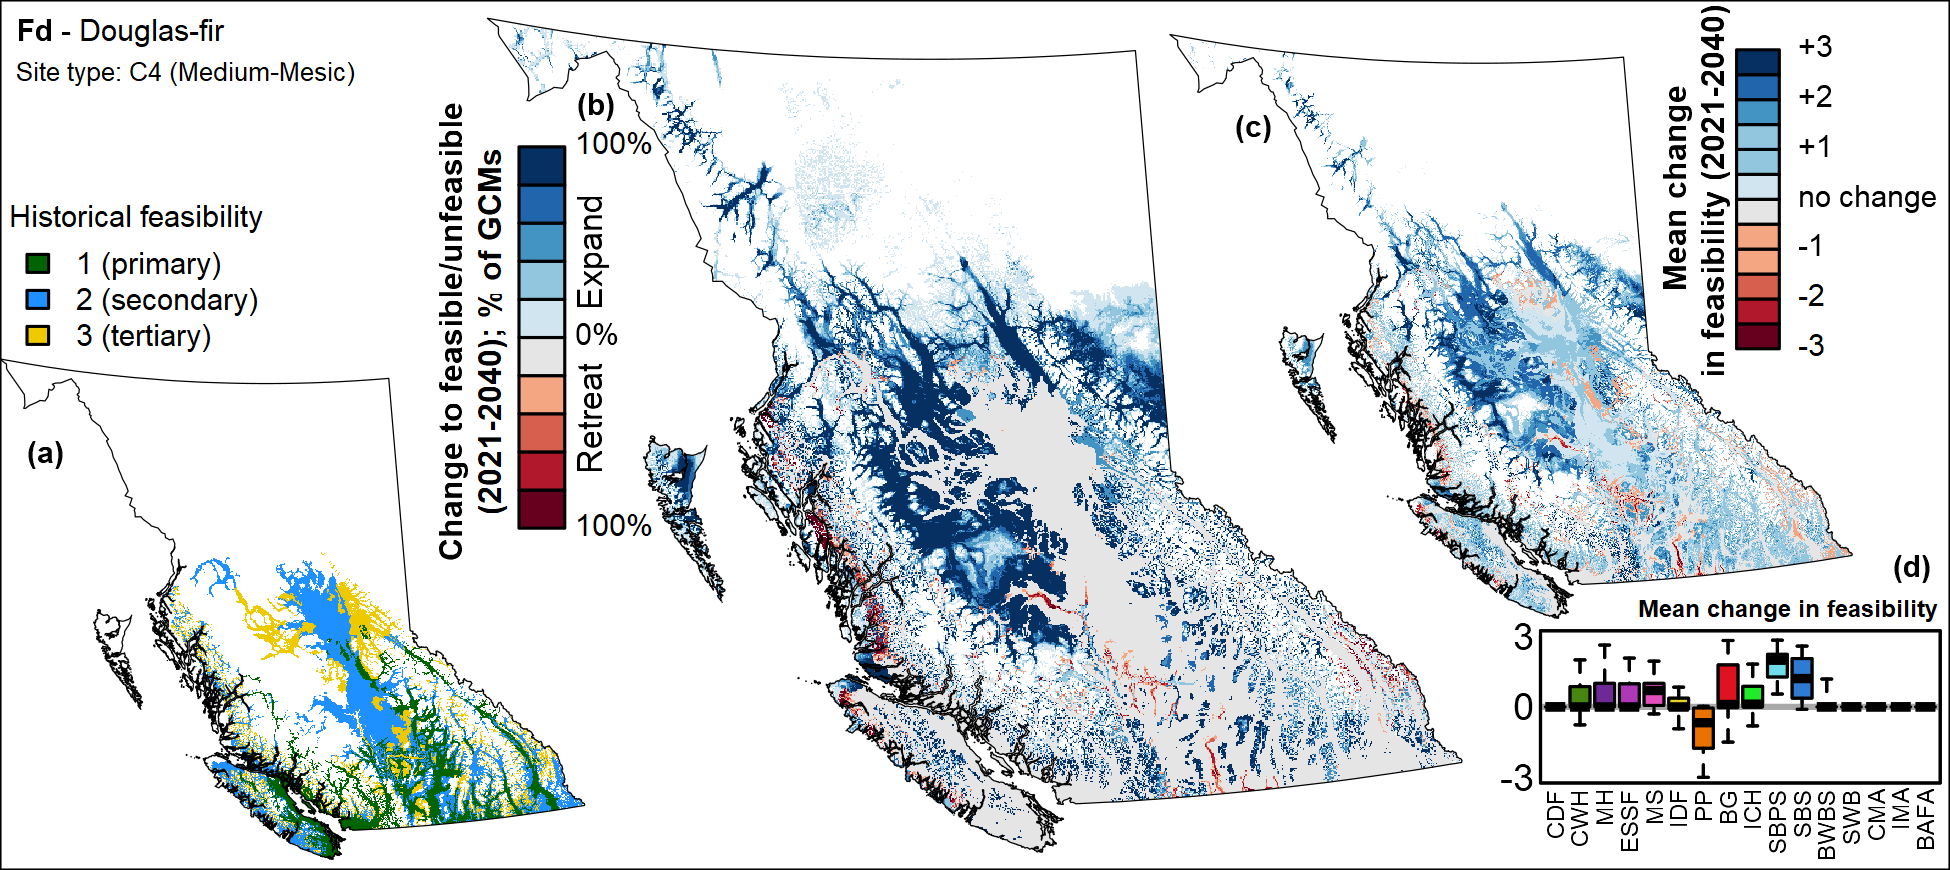 Fd - Douglas-fir
Site type: C4 (Medium-Mesic)
Historical feasibility
1 (primary)
2 (secondary)
3 (tertiary)
(a)
(b)
Change to feasible/unfeasible
(2021-2040); % of GCMs
100%
Expand
0%
Retreat
100%
(c)
Mean change
in feasibility (2021-2040)
+3
+2
+1
no change
-1
-2
-3
(d)
Mean change in feasibility
3
0
-3
CDF
CWH
MH
ESSF
MS
IDF
PP
BG
ICH
SBPS
SBS
BWBS
SWB
CMA
IMA
BAFA